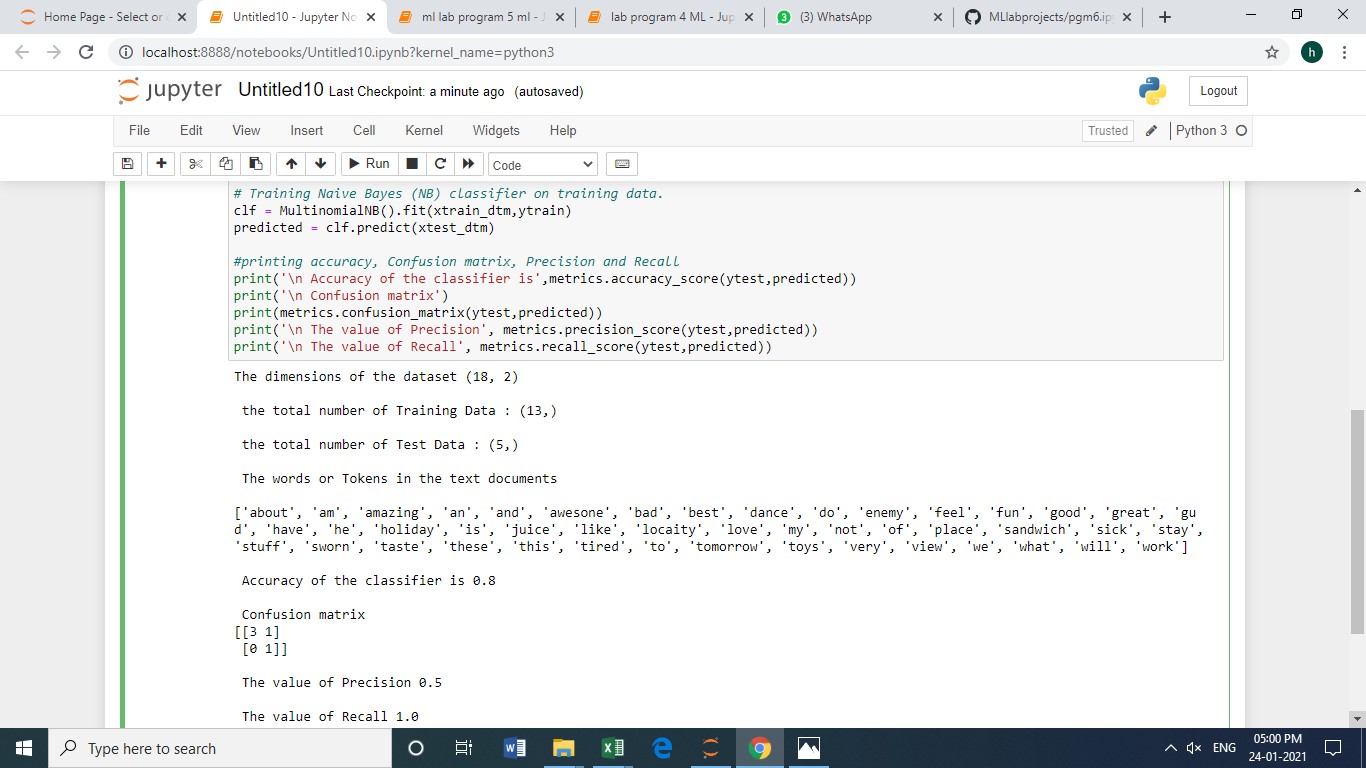 Home Page - Select or
Untitled10 - Jupyter No
ml lab program 5 ml - J
lab program 4 ML - Jup
(3) WhatsApp
MLlabprojects/pgm6.ip
localhost:8888/notebooks/Untitled10.ipynb?kernel_name=python3
h
jupyter Untitled10 Last Checkpoint: a minute ago (autosaved)
Logout
File Edit View Insert Cell Kernel Widgets Help
Trusted
Python 3
Run
Code
# Training Naive Bayes (NB) classifier on training data.
clf = MultinomialNB().fit(xtrain_dtm,ytrain)
predicted = clf.predict(xtest_dtm)
#printing accuracy, Confusion matrix, Precision and Recall
print('\n Accuracy of the classifier is',metrics.accuracy_score(ytest,predicted))
print('\n Confusion matrix')
print(metrics.confusion_matrix(ytest,predicted))
print('\n The value of Precision', metrics.precision_score(ytest,predicted))
print('\n The value of Recall', metrics.recall_score(ytest,predicted))
The dimensions of the dataset (18, 2)
the total number of Training Data : (13,)
the total number of Test Data : (5,)
The words or Tokens in the text documents
['about', 'am', 'amazing', 'an', 'and', 'awesone', 'bad', 'best', 'dance', 'do', 'enemy', 'feel', 'fun', 'good', 'great', 'gu
d', 'have', 'he', 'holiday', 'is', 'juice', 'like', 'locaity', 'love', 'my', 'not', 'of', 'place', 'sandwich', 'sick', 'stay',
'stuff', 'sworn', 'taste', 'these', 'this', 'tired', 'to', 'tomorrow', 'toys', 'very', 'view', 'we', 'what', 'will', 'work']
Accuracy of the classifier is 0.8
Confusion matrix
[[3 1]
[0 1]]
The value of Precision 0.5
The value of Recall 1.0
Type here to search
ENG
05:00 PM
24-01-2021